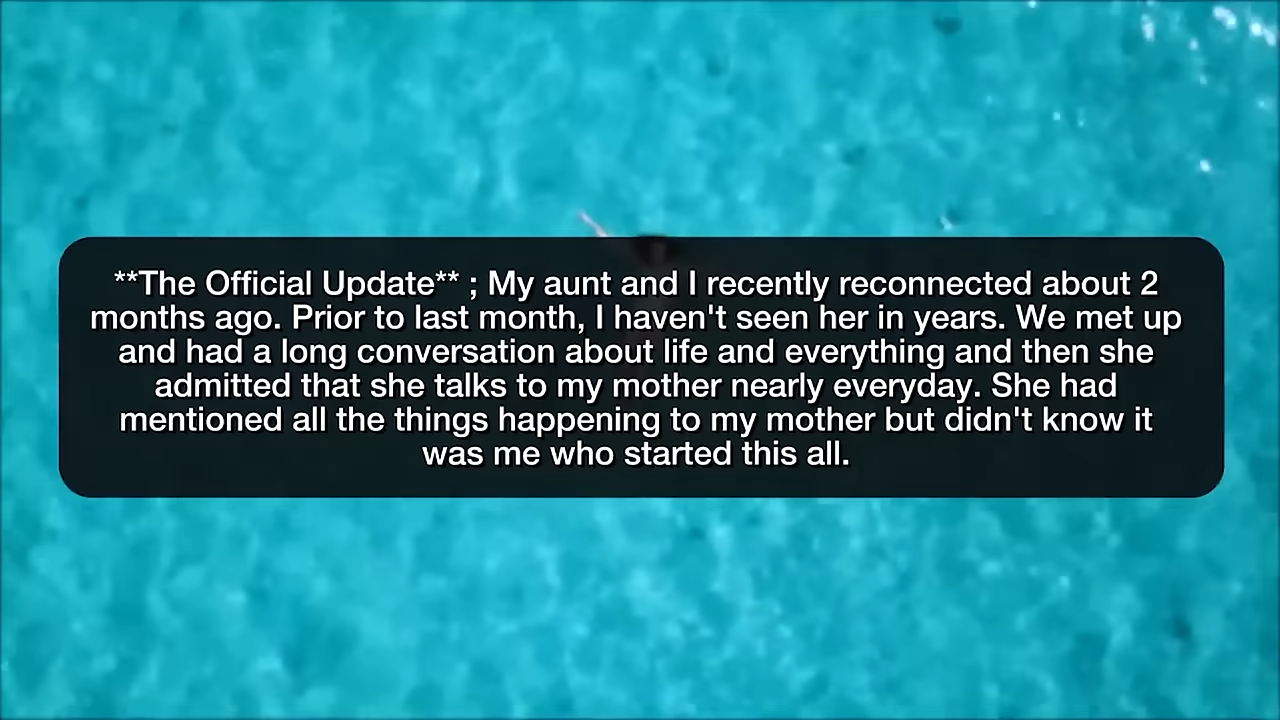 **The Official Update** ; My aunt and I recently reconnected about 2
months ago. Prior to last month, I haven't seen her in years. We met up
and had a long conversation about life and everything and then she
admitted that she talks to my mother nearly everyday. She had
mentioned all the things happening to my mother but didn't know it
was me who started this all.